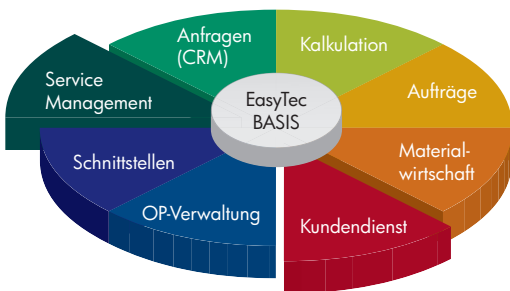 Anfragen
(CRM)
Kalkulation
Aufträge
Material-
wirtschaft
Kundendienst
OP-Verwaltung
Schnittstellen
Service
Management
EasyTec
BASIS